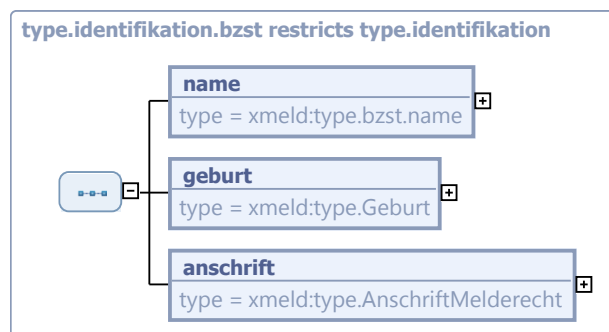 type.identifikation.bzst restricts type.identifikation
name
type = xmeld:type.bzst.name
geburt
type = xmeld:type.Geburt
anschrift
type = xmeld:type.AnschriftMelderecht